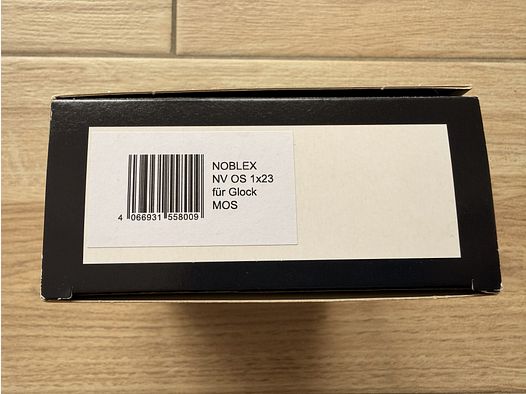 NOBLEX
NV OS 1x23
für Glock
MOS
4 066931 558009